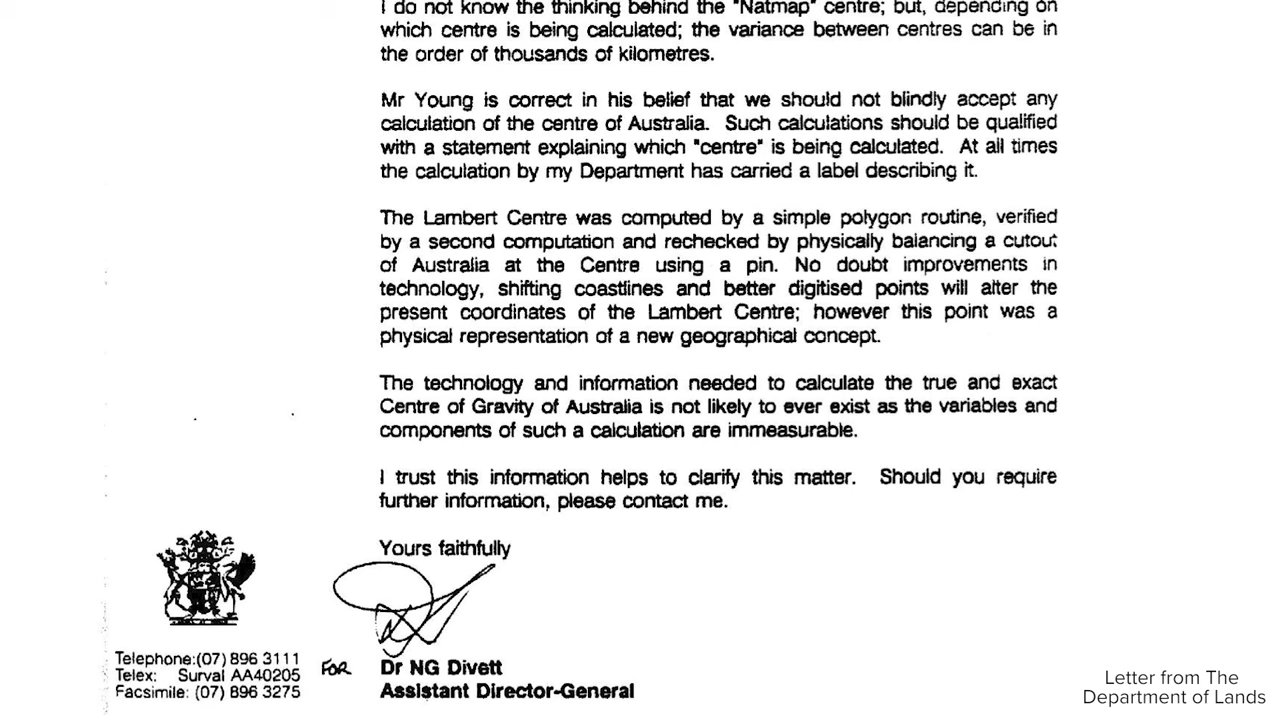 I do not know the thinking behind the "Natmap" centre; but, depending on
which centre is being calculated; the variance between centres can be in
the order of thousands of kilometres.
Mr Young is correct in his belief that we should not blindly accept any
calculation of the centre of Australia. Such calculations should be qualified
with a statement explaining which "centre" is being calculated. At all times
the calculation by my Department has carried a label describing it.
The Lambert Centre was computed by a simple polygon routine, verified
by a second computation and rechecked by physically balancing a cutout
of Australia at the Centre using a pin. No doubt improvements in
technology, shifting coastlines and better digitised points will alter the
present coordinates of the Lambert Centre; however this point was a
physical representation of a new geographical concept.
The technology and information needed to calculate the true and exact
Centre of Gravity of Australia is not likely to ever exist as the variables and
components of such a calculation are immeasurable.
I trust this information helps to clarify this matter. Should you require
further information, please contact me.
Yours faithfully
FOR Dr NG Divett
Assistant Director-General
Telephone:(07) 896 3111
Telex: Surval AA40205
Facsimile: (07) 896 3275
Letter from The
Department of Lands